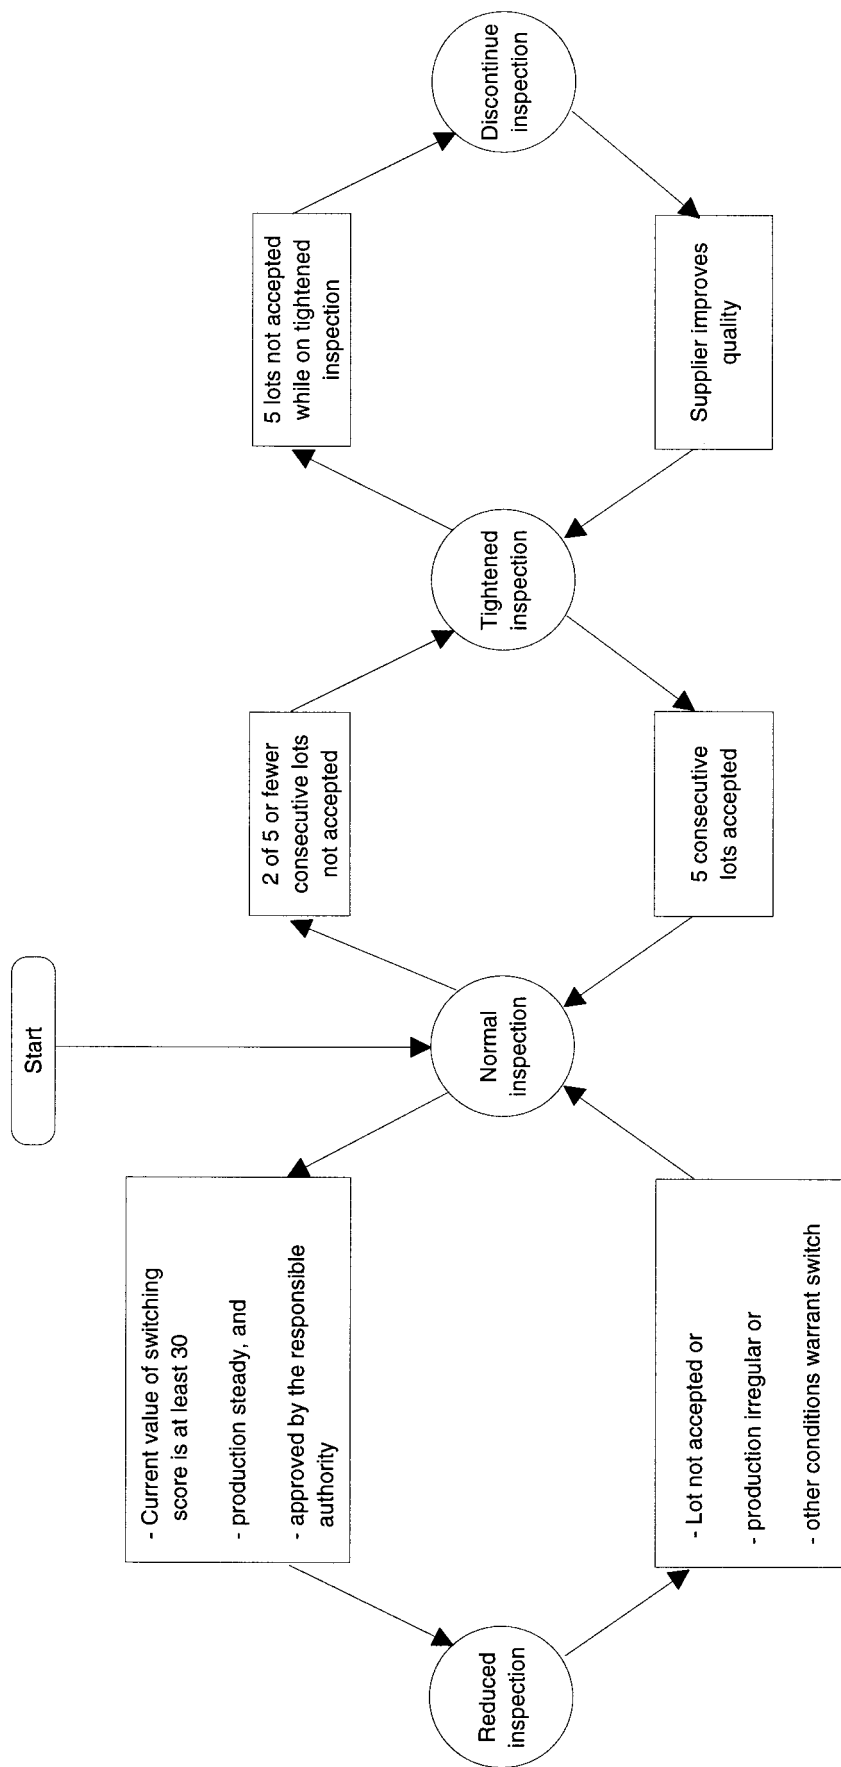 Start
- Current value of switching
score is at least 30
- production steady, and
- approved by the responsible
authority
2 of 5 or fewer
consecutive lots
not accepted
5 lots not accepted
while on tightened
inspection
Reduced
inspection
Normal
inspection
Tightened
inspection
Discontinue
inspection
- Lot not accepted or
- production irregular or
- other conditions warrant switch
5 consecutive
lots accepted
Supplier improves
quality